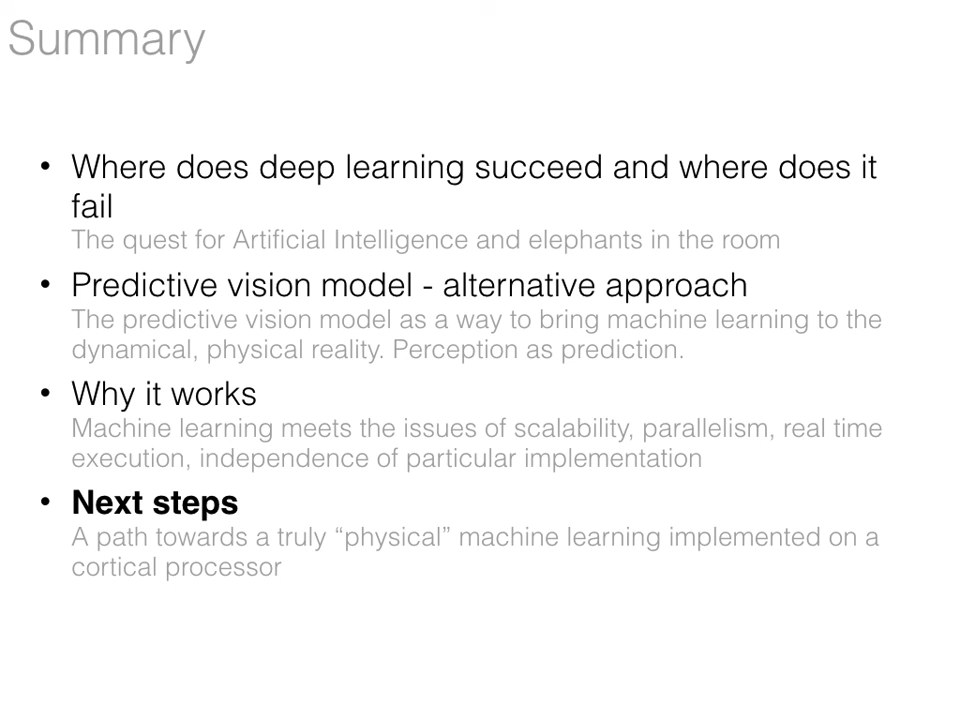 Summary
• Where does deep learning succeed and where does it
fail
The quest for Artificial Intelligence and elephants in the room
• Predictive vision model - alternative approach
The predictive vision model as a way to bring machine learning to the
dynamical, physical reality. Perception as prediction.
• Why it works
Machine learning meets the issues of scalability, parallelism, real time
execution, independence of particular implementation
• Next steps
A path towards a truly “physical” machine learning implemented on a
cortical processor